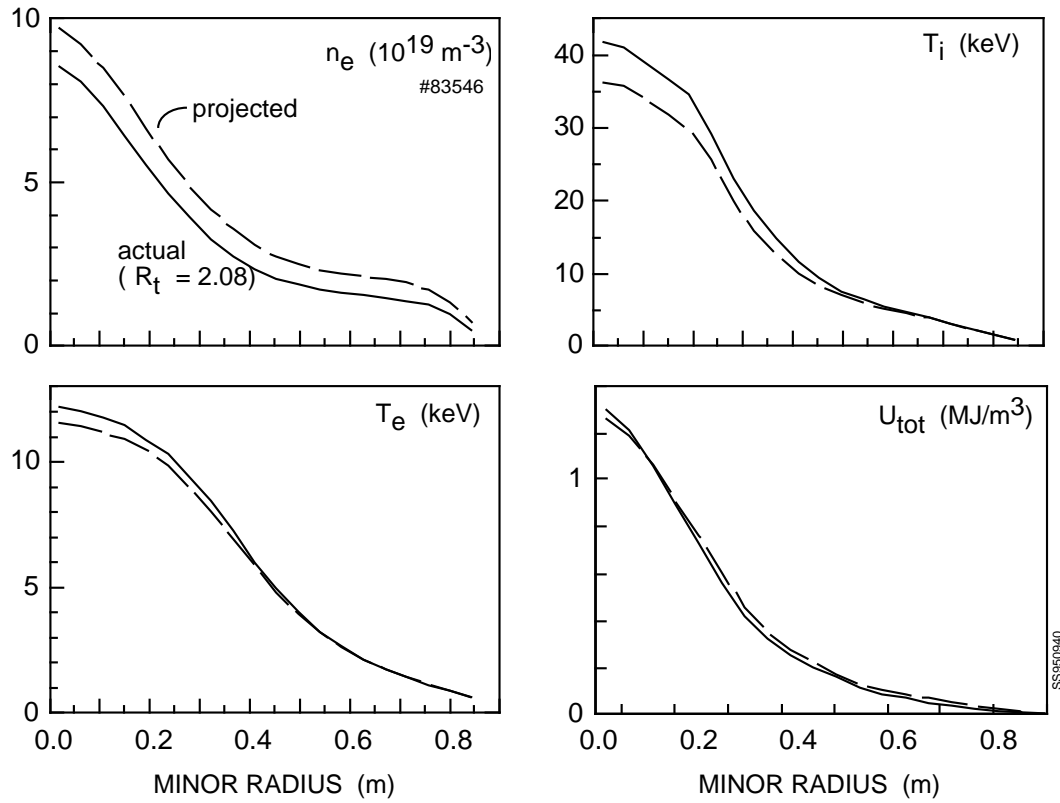 10
5
0
n_e (10^19 m^-3)
#83546
projected
actual
( R_t = 2.08)
40
30
20
10
0
T_i (keV)
10
5
0
T_e (keV)
0.0 0.2 0.4 0.6 0.8
MINOR RADIUS (m)
1
0
U_tot (MJ/m^3)
0.0 0.2 0.4 0.6 0.8
MINOR RADIUS (m)
SS950940